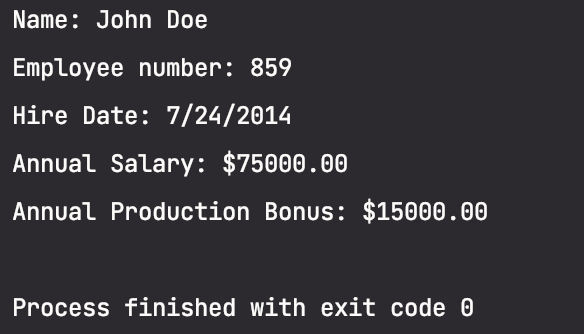 Name: John Doe
Employee number: 859
Hire Date: 7/24/2014
Annual Salary: $75000.00
Annual Production Bonus: $15000.00
Process finished with exit code 0